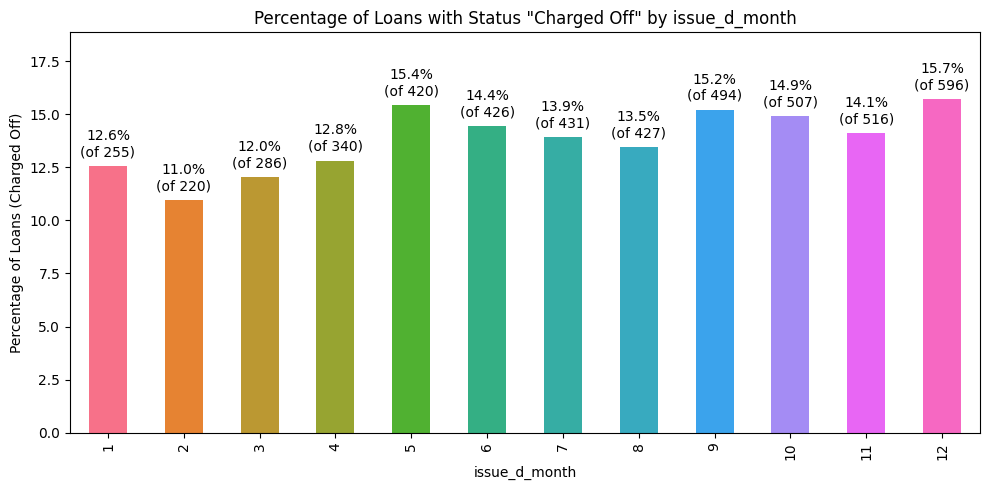 Percentage of Loans with Status "Charged Off" by issue_d_month
Percentage of Loans (Charged Off)
17.5
15.0
12.5
10.0
7.5
5.0
2.5
0.0
12.6%
(of 255)
11.0%
(of 220)
12.0%
(of 286)
12.8%
(of 340)
15.4%
(of 420)
14.4%
(of 426)
13.9%
(of 431)
13.5%
(of 427)
15.2%
(of 494)
14.9%
(of 507)
14.1%
(of 516)
15.7%
(of 596)
1
2
3
4
5
6
7
8
9
10
11
12
issue_d_month